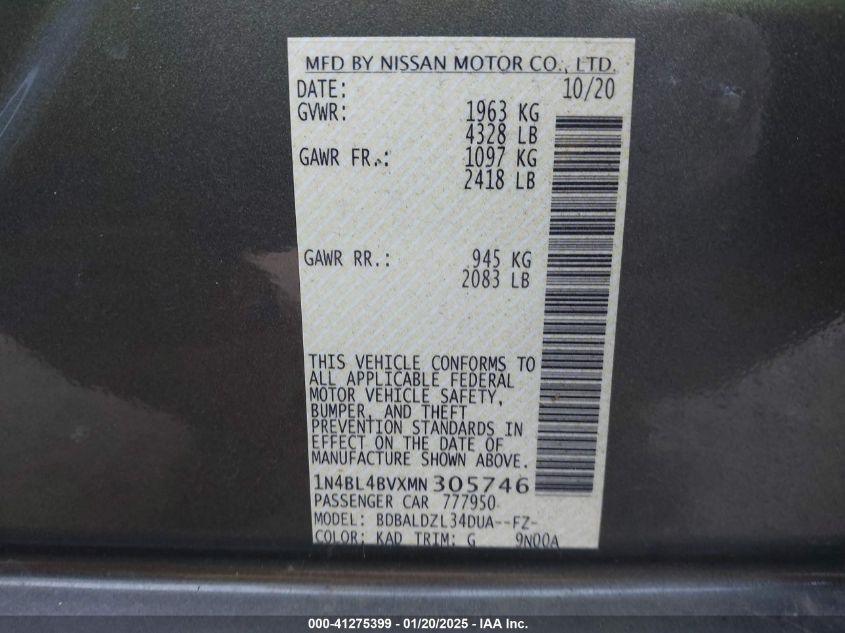 MFD BY NISSAN MOTOR CO., LTD.
DATE: 10/20
GVWR: 1963 KG
4328 LB
GAWR FR.: 1097 KG
2418 LB
GAWR RR.: 945 KG
2083 LB
THIS VEHICLE CONFORMS TO
ALL APPLICABLE FEDERAL
MOTOR VEHICLE SAFETY,
BUMPER, AND THEFT
PREVENTION STANDARDS IN
EFFECT ON THE DATE OF
MANUFACTURE SHOWN ABOVE.
1N4BL4BVXMN305746
PASSENGER CAR 777950
MODEL: BDBALDZL34DUA--FZ-
COLOR: KAD TRIM: G 9N00A
000-41275399 - 01/20/2025 - IAA Inc.